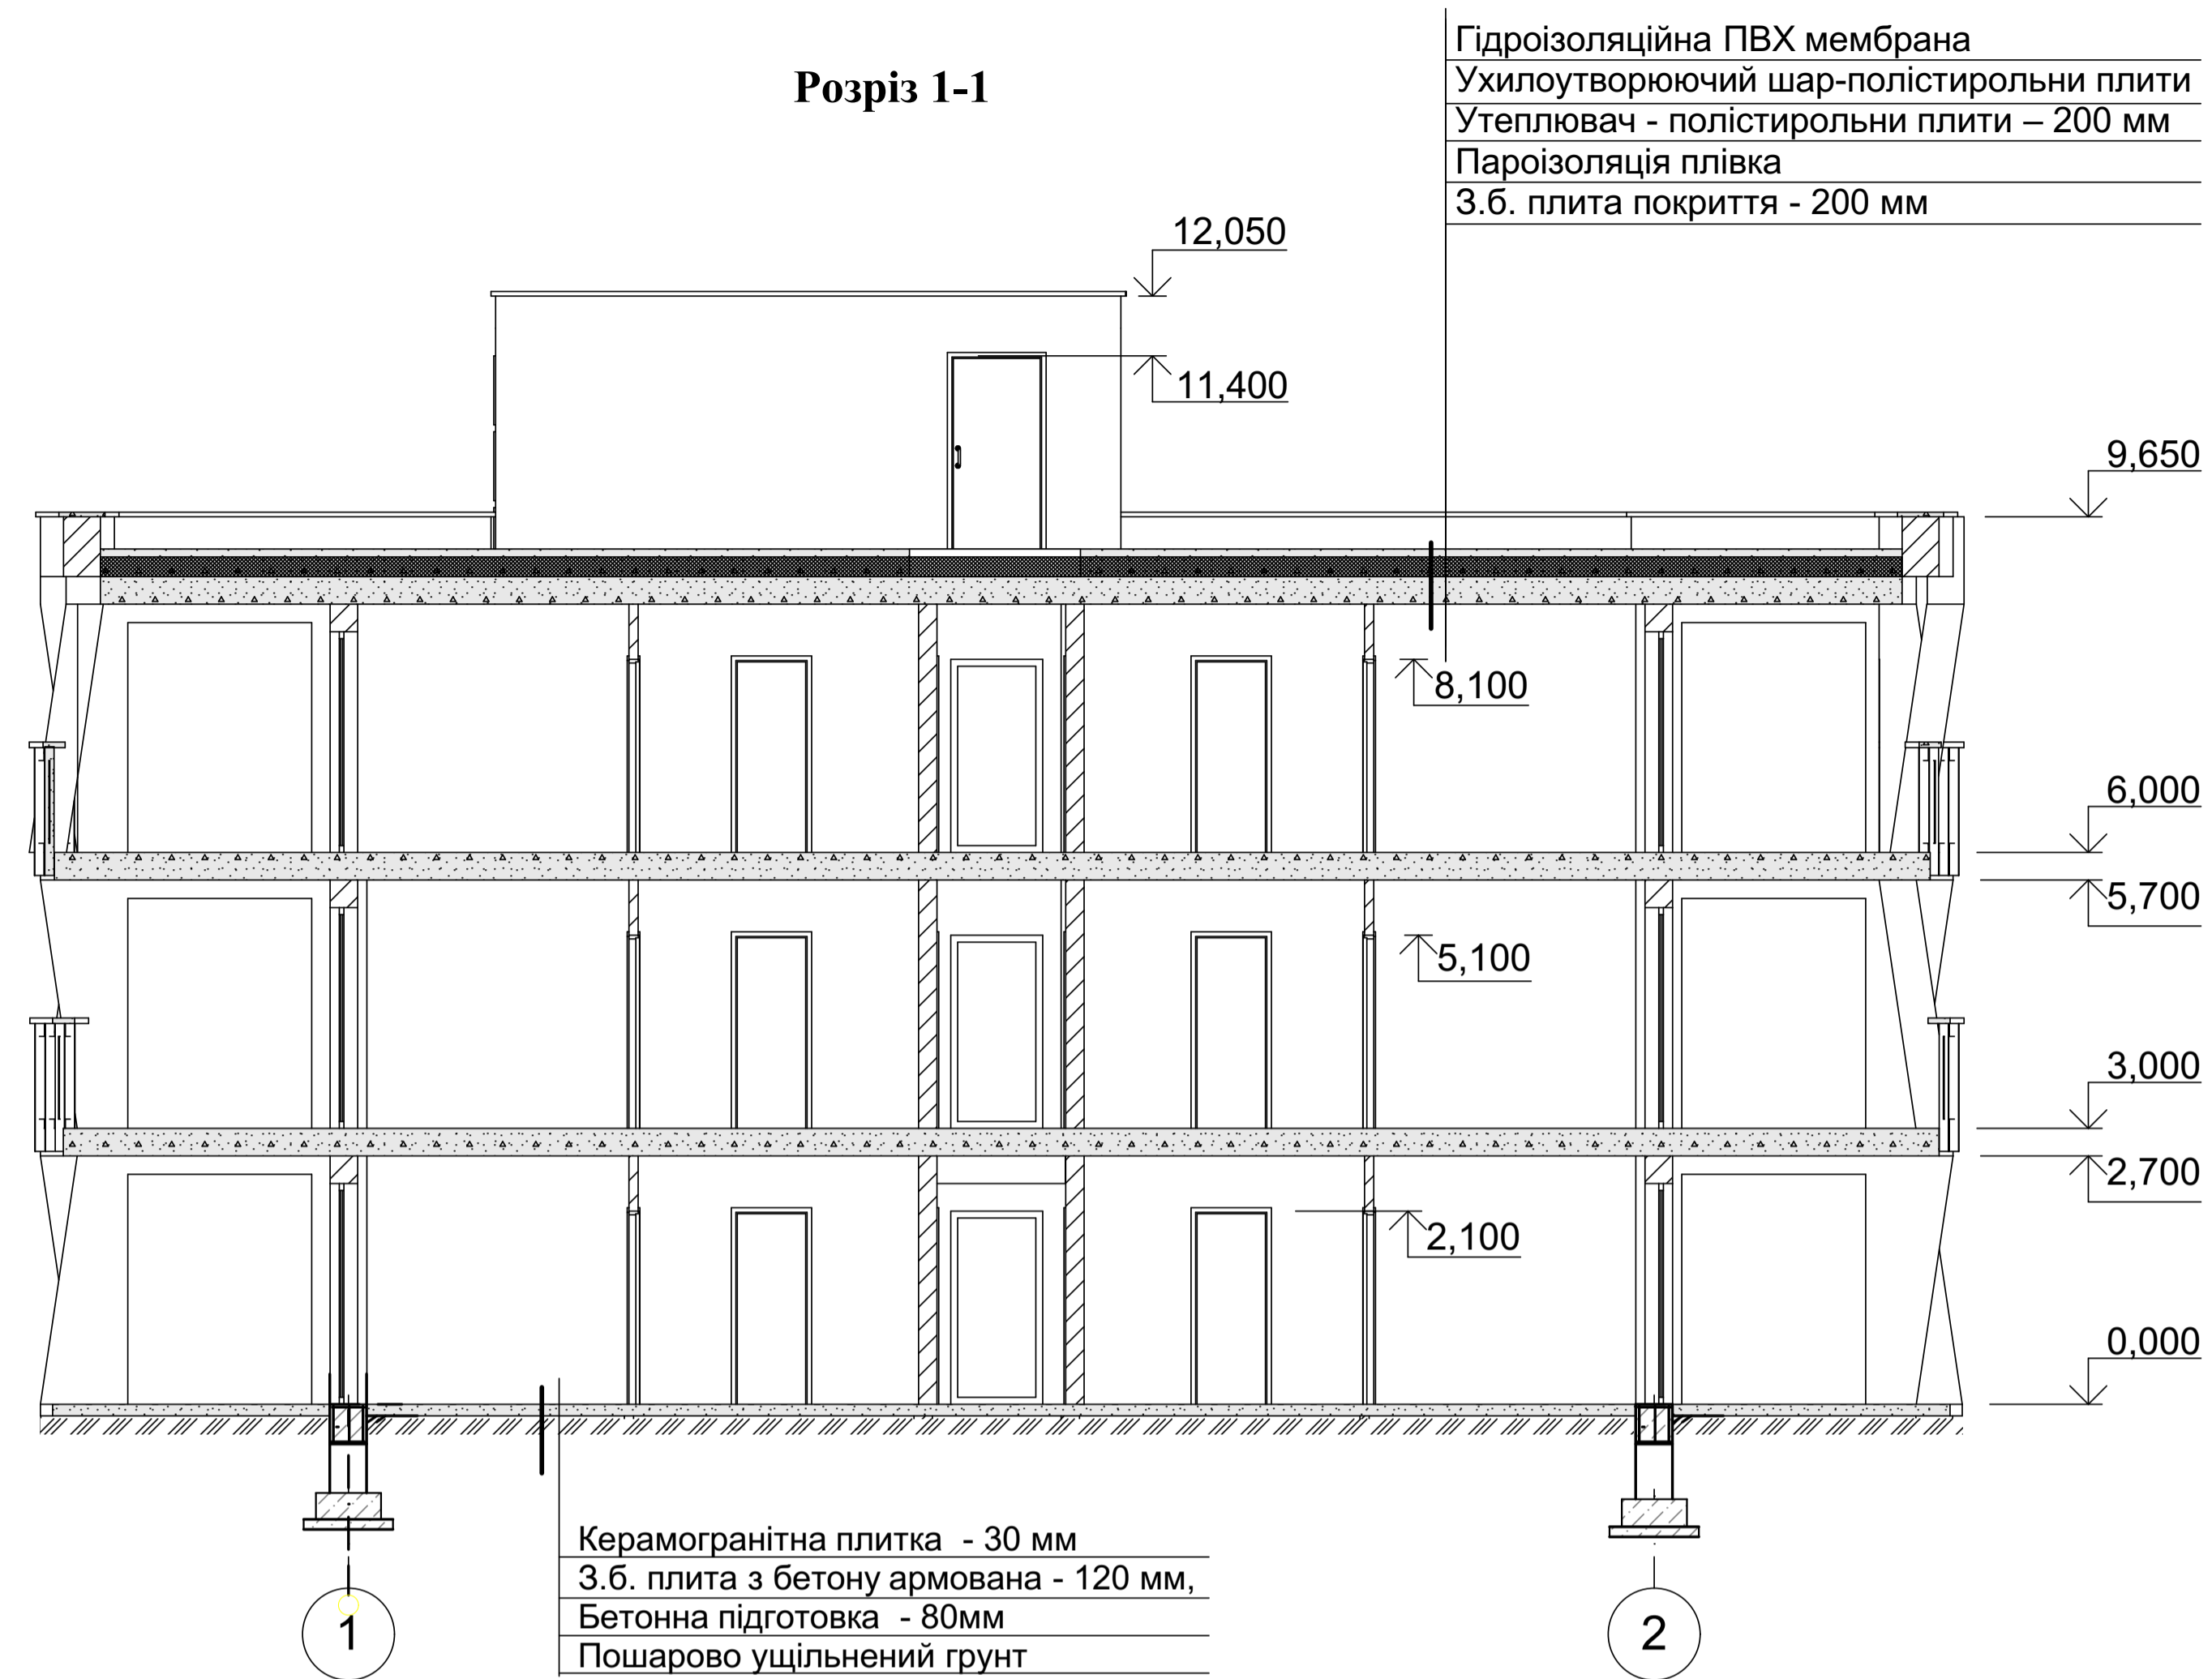 Гідроізоляційна ПВХ мембрана
Розріз 1-1
Ухилоутворюючий шар-полістирольни плити
Утеплювач - полістирольни плити – 200 мм
Пароізоляція плівка
З.б. плита покриття - 200 мм
12,050
11,400
9,650
8,100
6,000
5,700
5,100
3,000
2,700
2,100
0,000
Керамогранітна плитка - 30 мм
З.б. плита з бетону армована - 120 мм,
Бетонна підготовка - 80мм
Пошарово ущільнений грунт
1
2